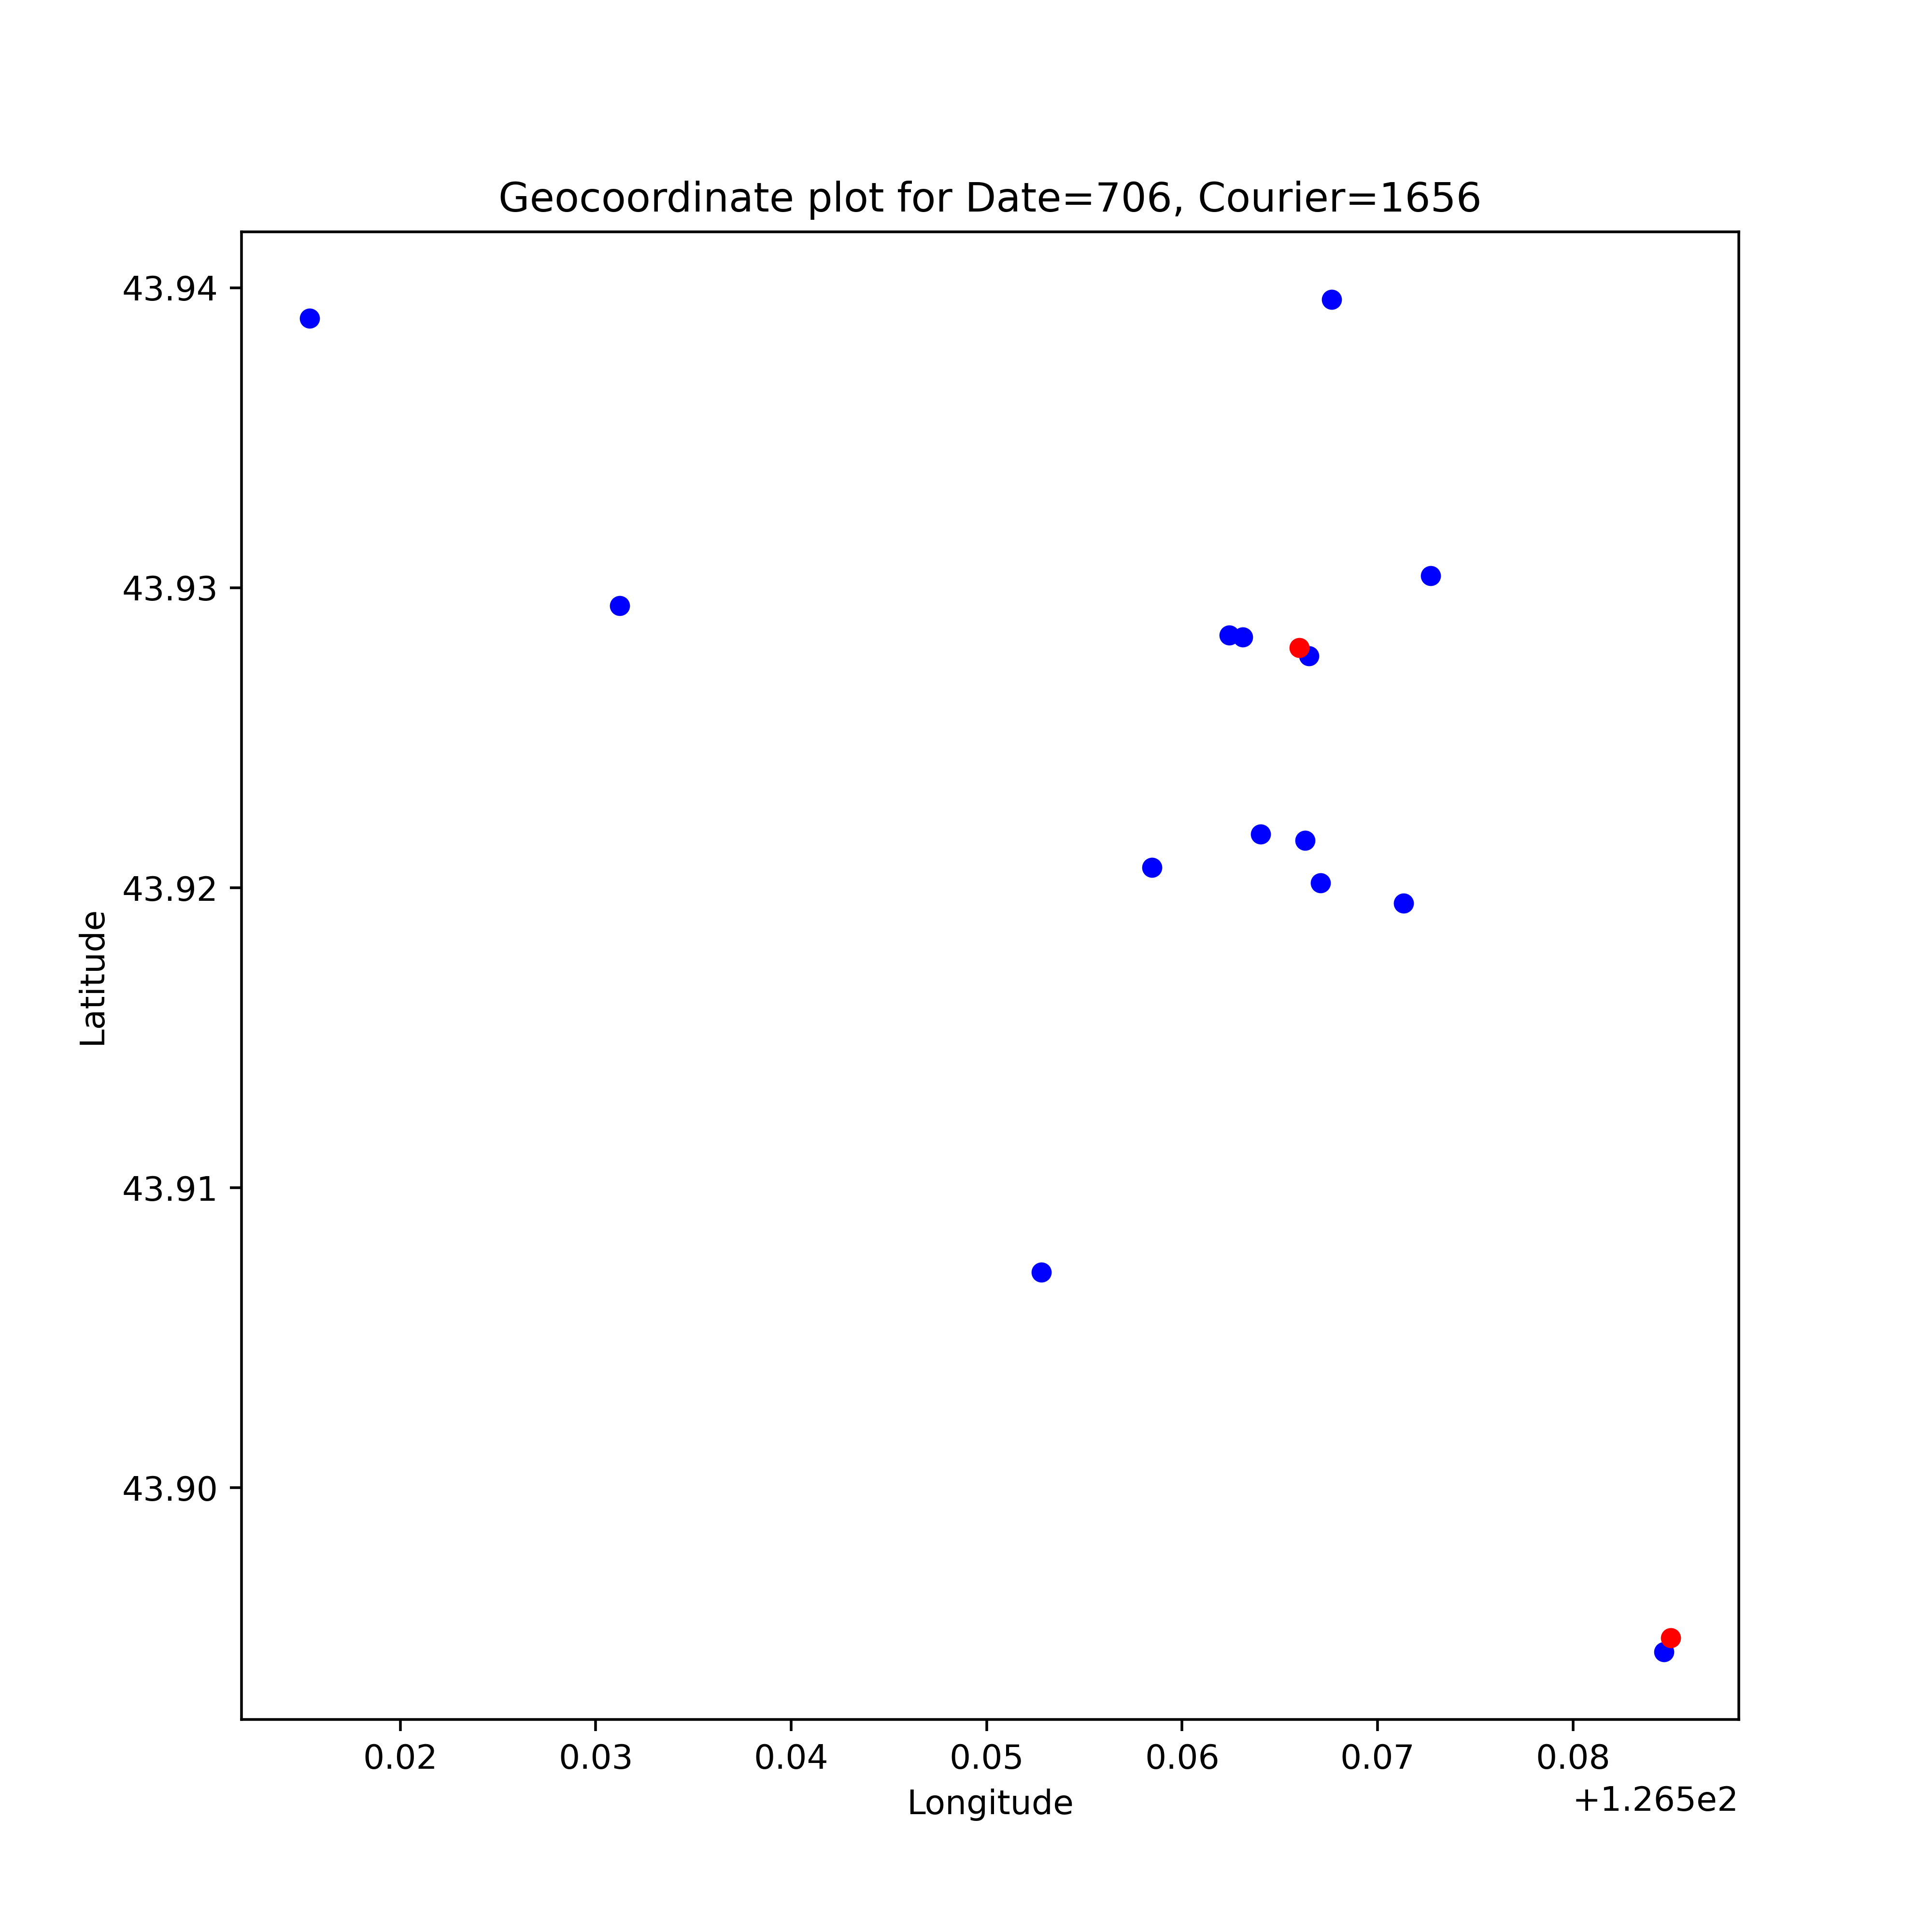 Geocoordinate plot for Date=706, Courier=1656
43.94
43.93
43.92
43.91
43.90
Latitude
0.02 0.03 0.04 0.05 0.06 0.07 0.08
+1.265e2
Longitude